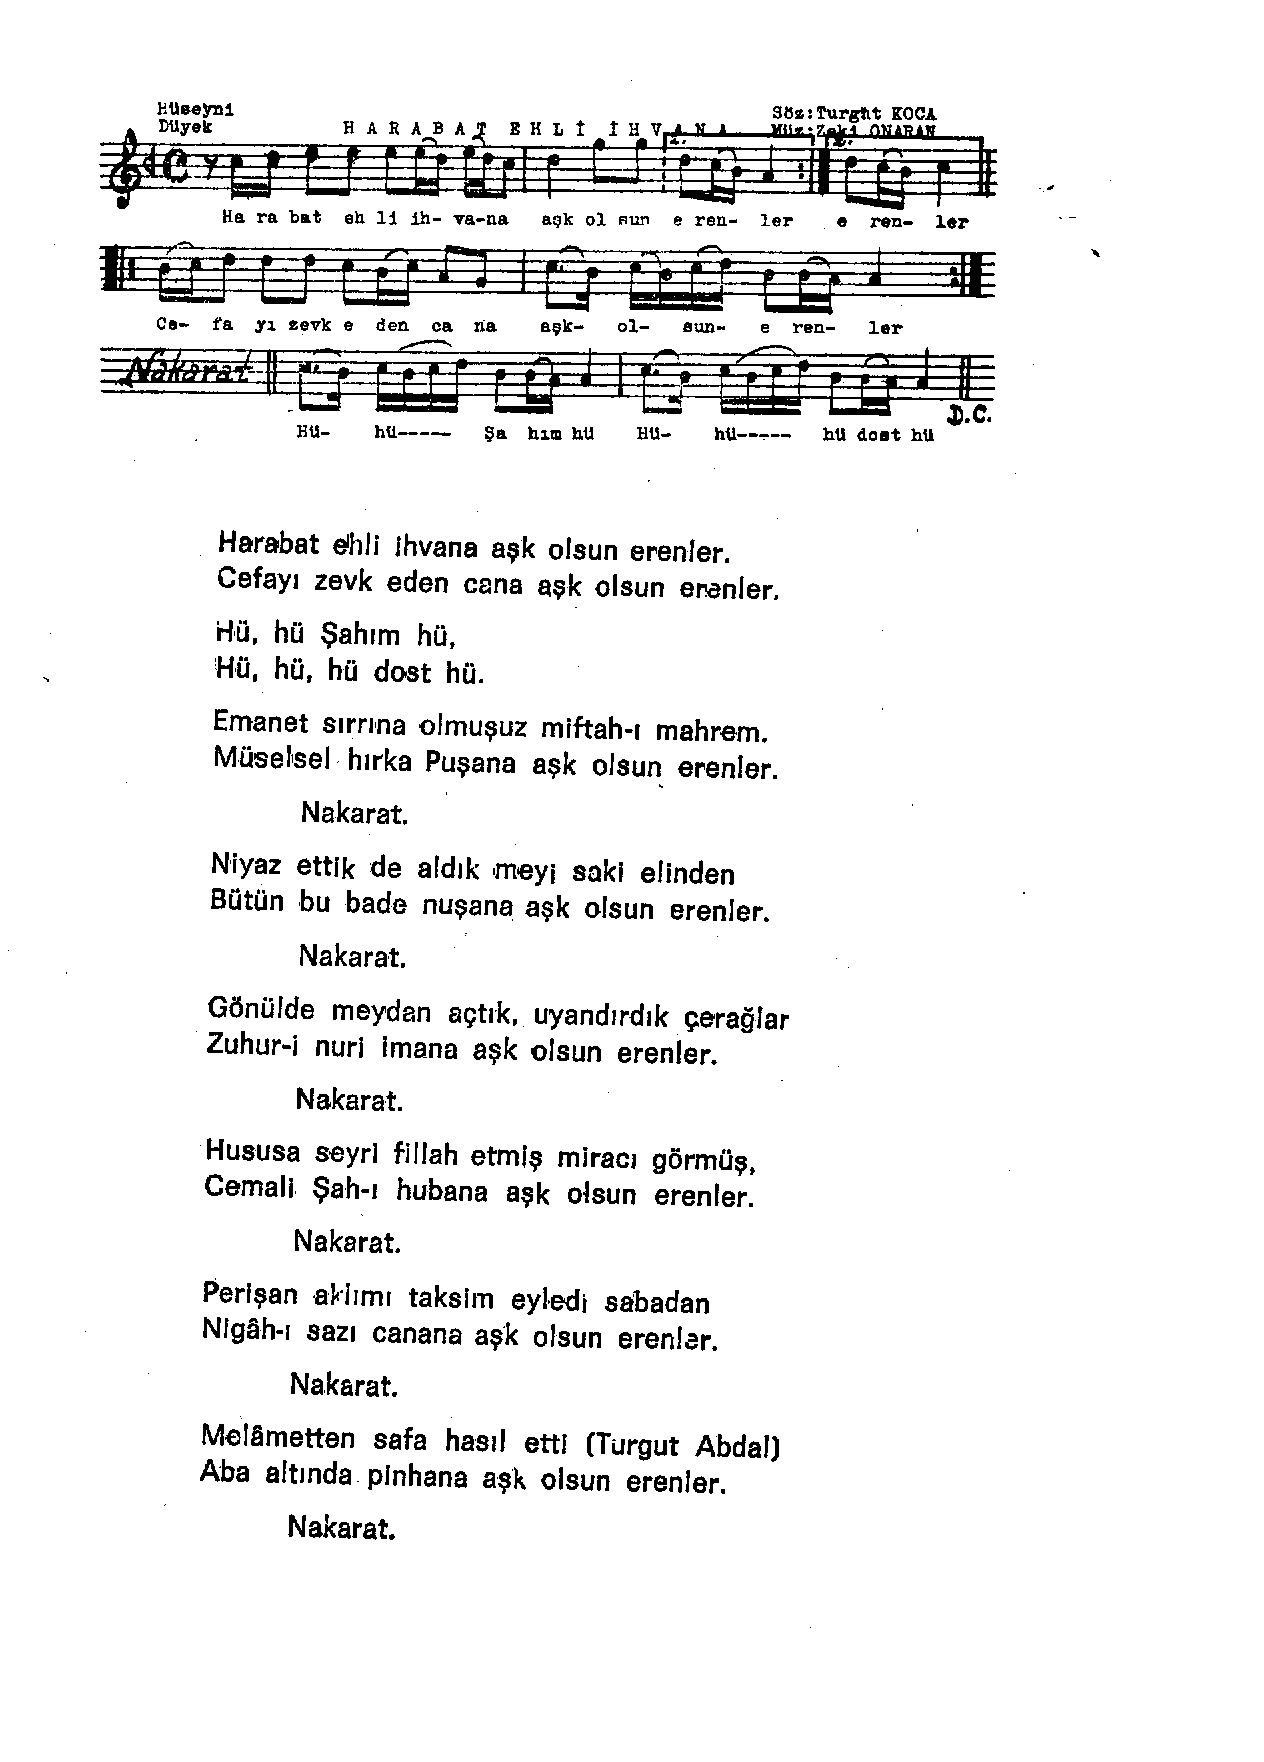 Hüseyni
Düyek
HARABAT EHLİ İHVANA
Söz:Turgut KOCA
Müz:Zeki ONARAN
1.
2.
Ha ra bat eh li ih- va-na aşk ol sun e ren- ler e ren- ler
Ce- fa yı zevk e den ca na aşk- ol- sun- e ren- ler
Nakarat
Hü- hü----- Şa hım hü Hü- hü----- hü dost hü
D.C.
Harabat ehli ihvana aşk olsun erenler.
Cefayı zevk eden cana aşk olsun erenler.
Hü, hü Şahım hü,
Hü, hü, hü dost hü.
Emanet sırrına olmuşuz miftah-ı mahrem.
Müselsel hırka Puşana aşk olsun erenler.
Nakarat.
Niyaz ettik de aldık meyi saki elinden
Bütün bu bade nuşana aşk olsun erenler.
Nakarat.
Gönülde meydan açtık, uyandırdık çerağlar
Zuhur-i nuri imana aşk olsun erenler.
Nakarat.
Hususa seyri fillah etmiş miracı görmüş,
Cemali Şah-ı hubana aşk olsun erenler.
Nakarat.
Perişan aklımı taksim eyledi sabadan
Nigâh-ı sazı canana aşk olsun erenler.
Nakarat.
Melâmetten safa hasıl etti (Turgut Abdal)
Aba altında pinhana aşk olsun erenler.
Nakarat.